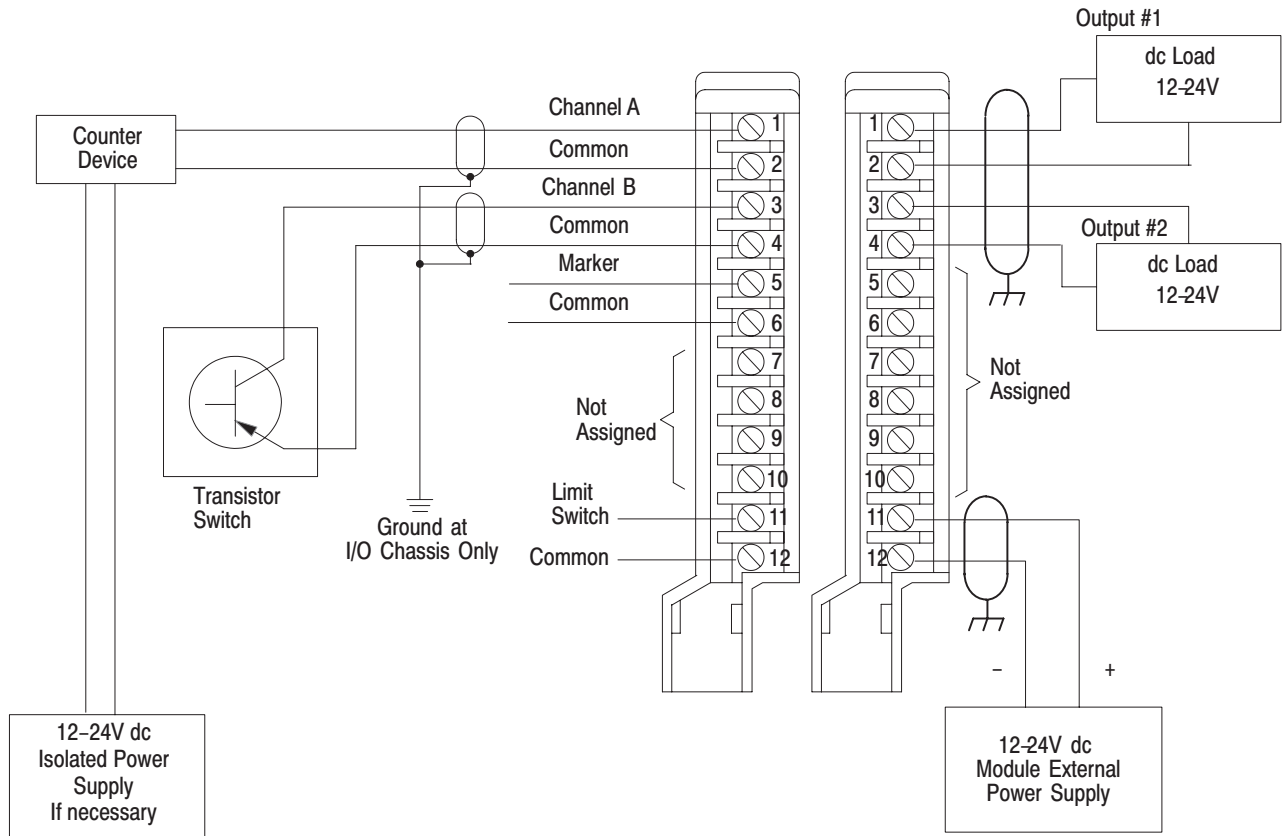 Output #1
dc Load
12–24V
Counter
Device
Channel A
Common
Channel B
Common
Marker
Common
Not
Assigned
Limit
Switch
Common
1
2
3
4
5
6
7
8
9
10
11
12
1
2
3
4
5
6
7
8
9
10
11
12
Output #2
dc Load
12–24V
Not
Assigned
Transistor
Switch
Ground at
I/O Chassis Only
– +
12–24V dc
Isolated Power
Supply
If necessary
12–24V dc
Module External
Power Supply